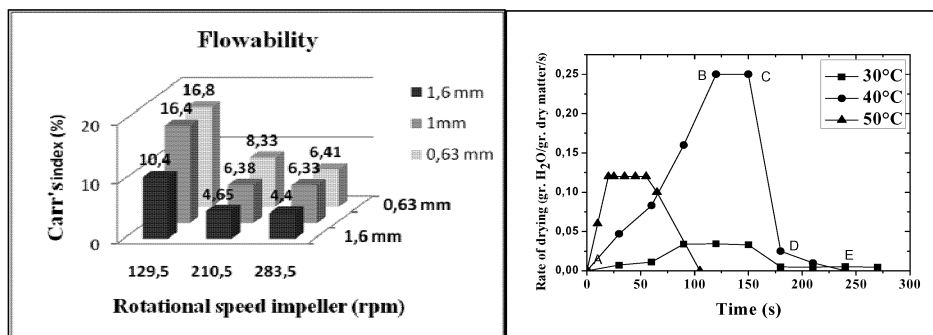 Flowability
Carr's index (%)
20
10
0
16,8
16,4
10,4
8,33
6,38
4,65
6,41
6,33
4,4
1,6 mm
1mm
0,63 mm
0,63 mm
1,6 mm
129,5 210,5 283,5
Rotational speed impeller (rpm)
Rate of drying (gr. H₂O/gr. dry matter/s)
0,25
0,20
0,15
0,10
0,05
0,00
30°C
40°C
50°C
A
B
C
D
E
0 50 100 150 200 250 300
Time (s)